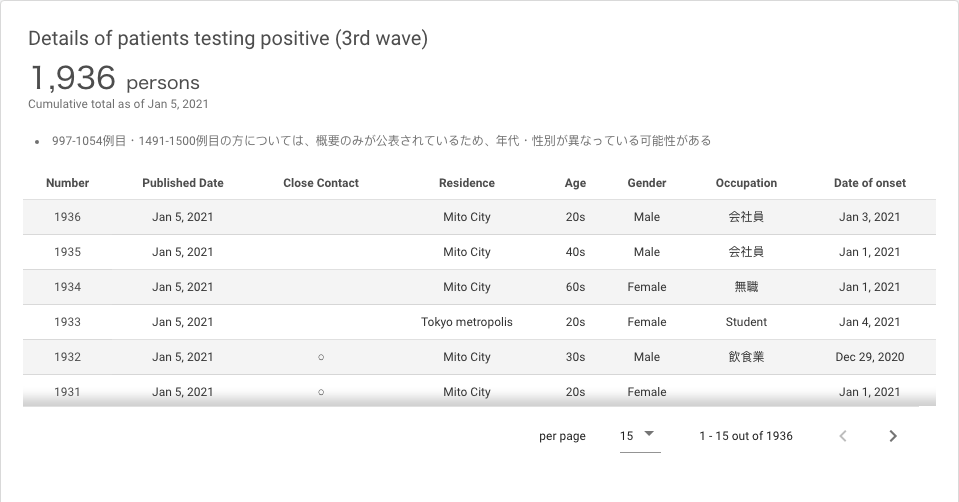 Details of patients testing positive (3rd wave)
1,936 persons
Cumulative total as of Jan 5, 2021
• 997-1054例目・1491-1500例目の方については、概要のみが公表されているため、年代・性別が異なっている可能性がある
Number Published Date Close Contact Residence Age Gender Occupation Date of onset
1936 Jan 5, 2021 Mito City 20s Male 会社員 Jan 3, 2021
1935 Jan 5, 2021 Mito City 40s Male 会社員 Jan 1, 2021
1934 Jan 5, 2021 Mito City 60s Female 無職 Jan 1, 2021
1933 Jan 5, 2021 Tokyo metropolis 20s Female Student Jan 4, 2021
1932 Jan 5, 2021 ○ Mito City 30s Male 飲食業 Dec 29, 2020
1931 Jan 5, 2021 ○ Mito City 20s Female Jan 1, 2021
per page 15 1 - 15 out of 1936